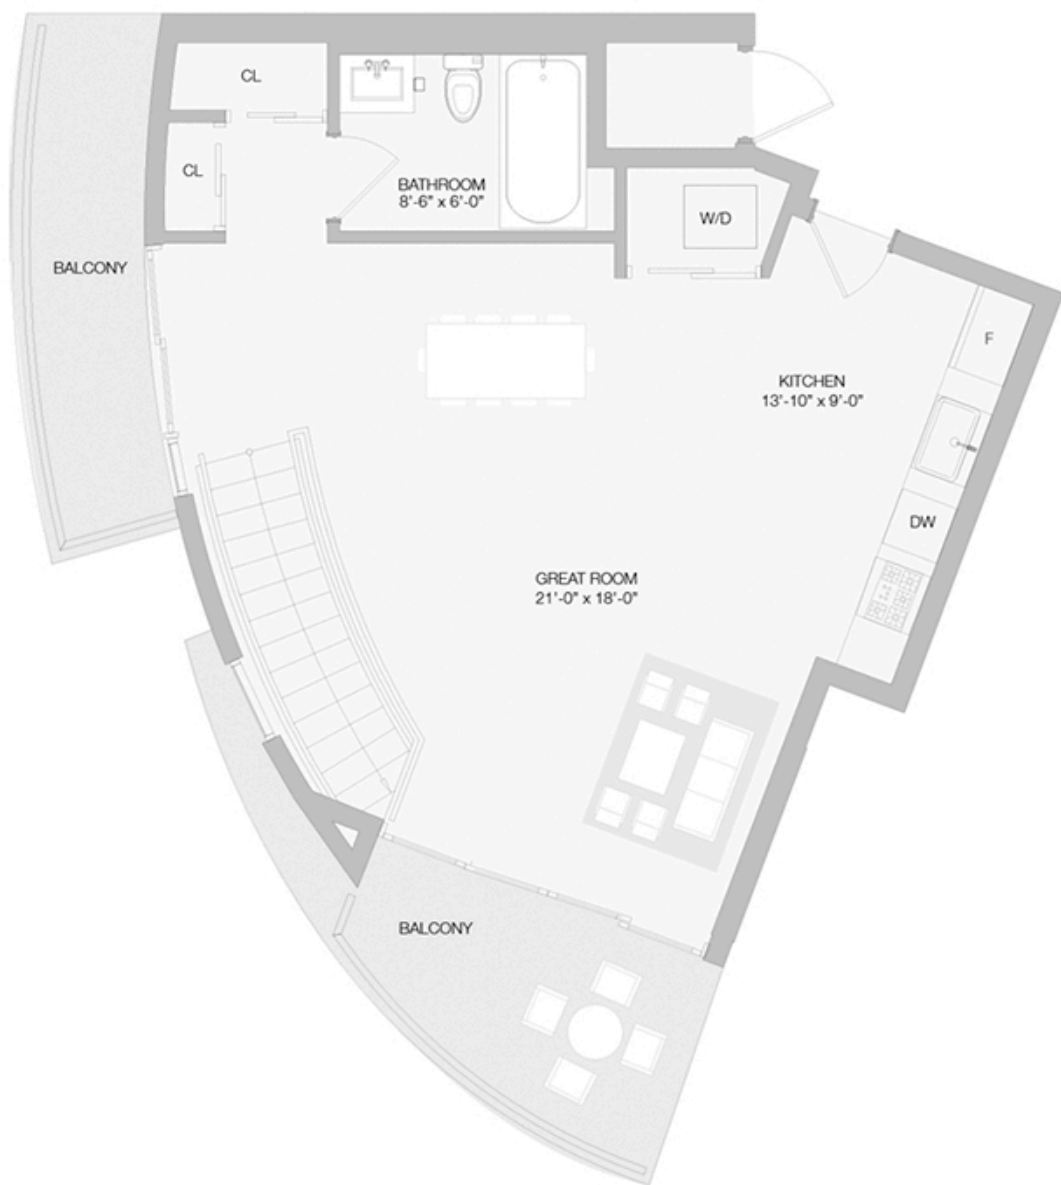 CL
CL
BATHROOM
8'-6" x 6'-0"
W/D
BALCONY
F
KITCHEN
13'-10" x 9'-0"
DW
GREAT ROOM
21'-0" x 18'-0"
BALCONY